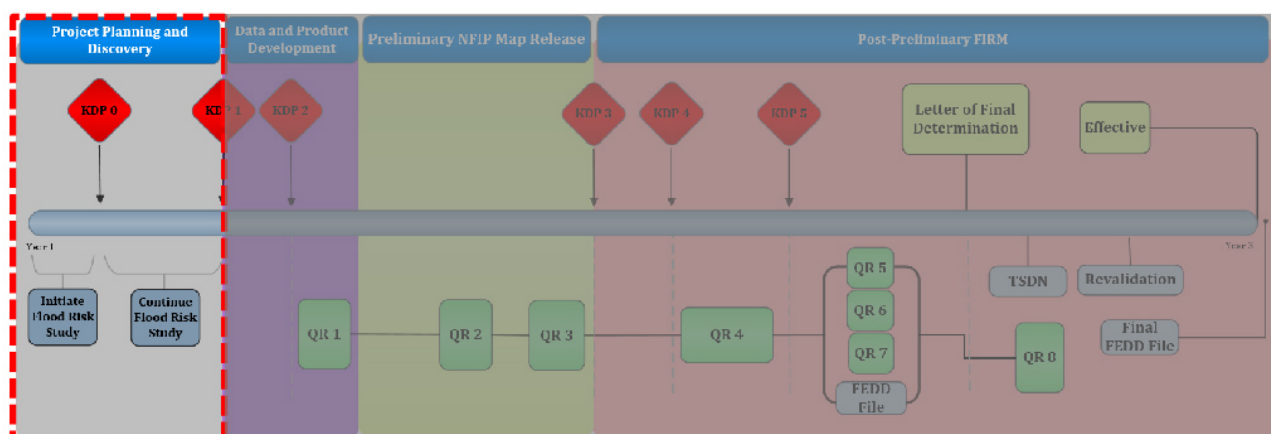 Project Planning and
Discovery
Data and Product
Development
Preliminary NFIP Map Release
Post-Preliminary FIRM
KDP 0
KDP 1
KDP 2
KDP 3
KDP 4
KDP 5
Letter of Final
Determination
Effective
Year 1
Year 3
Initiate
Flood Risk
Study
Continue
Flood Risk
Study
QR 1
QR 2
QR 3
QR 4
QR 5
QR 6
QR 7
FEDD
File
TSDN
Revalidation
QR 8
Final
FEDD File